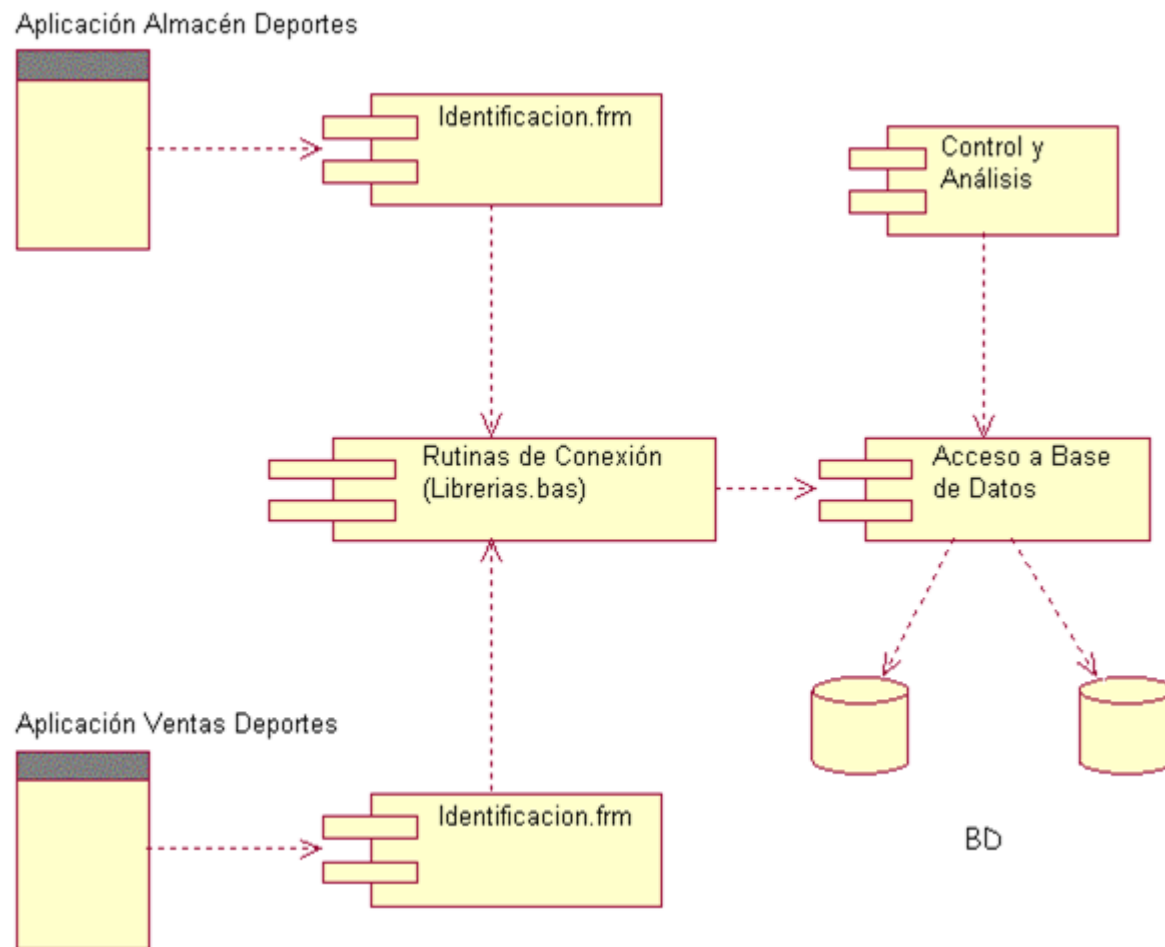 Aplicación Almacén Deportes
Identificacion.frm
Control y
Análisis
Rutinas de Conexión
(Librerias.bas)
Acceso a Base
de Datos
Aplicación Ventas Deportes
Identificacion.frm
BD